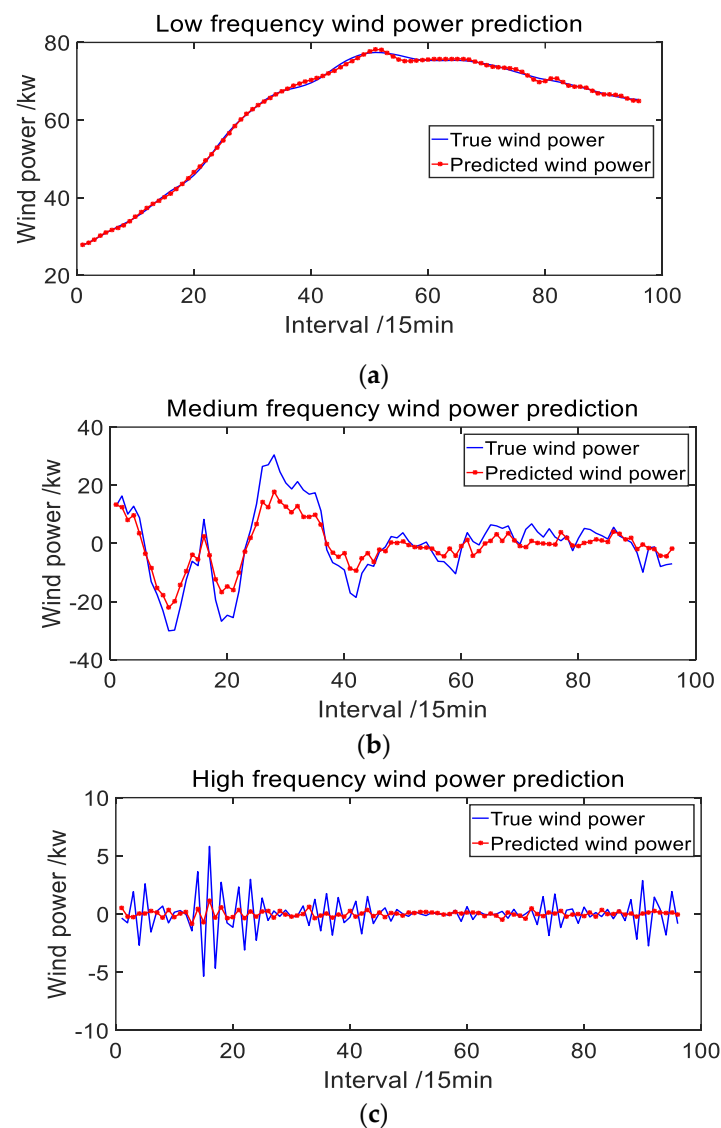 Low frequency wind power prediction
80
60
40
20
Wind power /kw
True wind power
Predicted wind power
0 20 40 60 80 100
Interval /15min
(a)
Medium frequency wind power prediction
40
20
0
-20
-40
Wind power /kw
True wind power
Predicted wind power
0 20 40 60 80 100
Interval /15min
(b)
High frequency wind power prediction
10
5
0
-5
-10
Wind power /kw
True wind power
Predicted wind power
0 20 40 60 80 100
Interval /15min
(c)